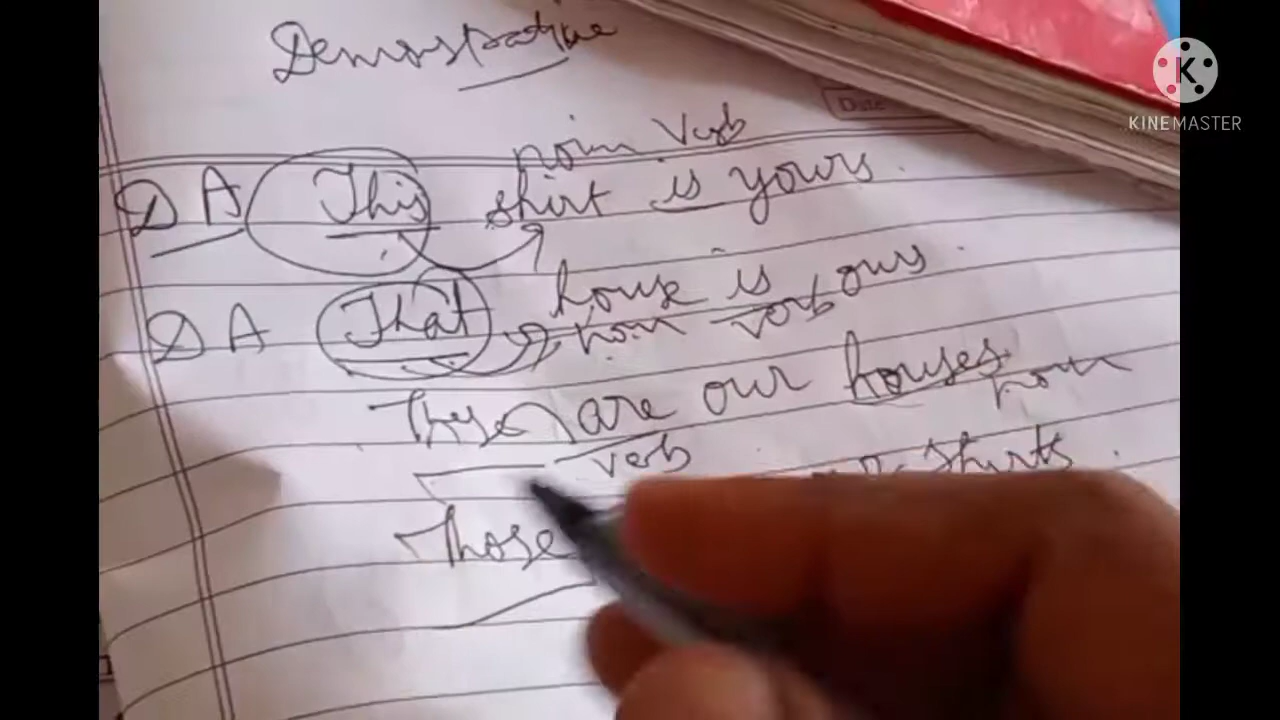 Demonstrative
Date
noun Verb
DA This shirt is yours.
DA That house is ours.
noun verb
These are our houses.
noun
verb
Those shirts.
KINEMASTER